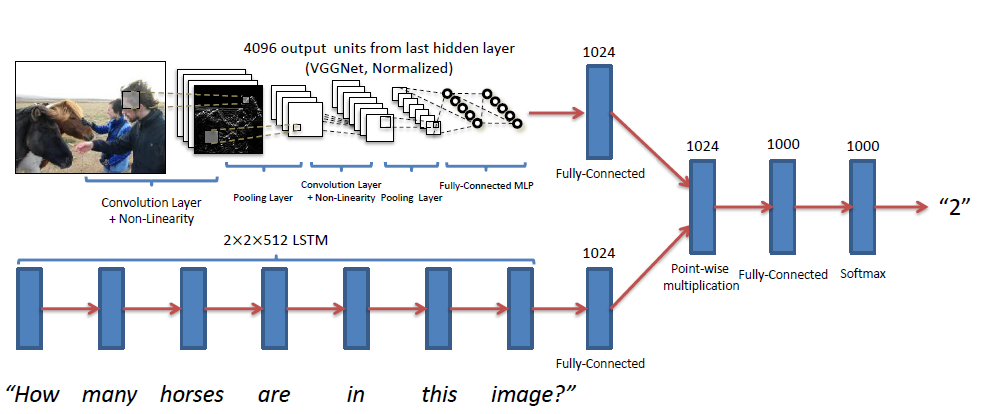 4096 output units from last hidden layer
(VGGNet, Normalized)
1024
Fully-Connected
Convolution Layer
+ Non-Linearity
Pooling Layer
Convolution Layer
+ Non-Linearity
Pooling Layer
Fully-Connected MLP
1024
1000
1000
"2"
Point-wise
multiplication
Fully-Connected
Softmax
2×2×512 LSTM
1024
Fully-Connected
"How many horses are in this image?"